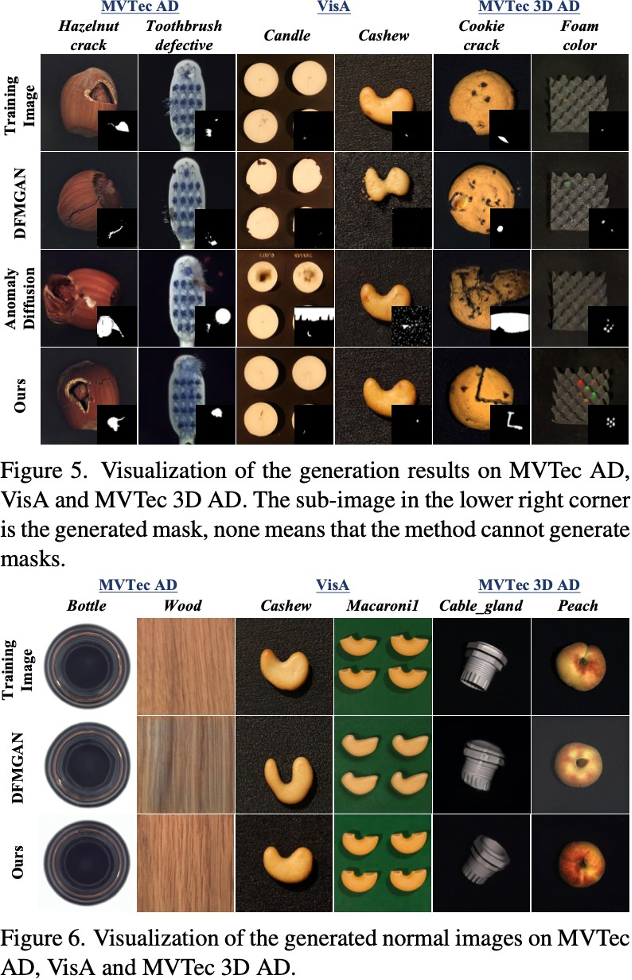 MVTec AD VisA MVTec 3D AD
Hazelnut crack Toothbrush defective Candle Cashew Cookie crack Foam color
Training Image
DFMGAN
Anomaly Diffusion
Ours
Figure 5. Visualization of the generation results on MVTec AD,
VisA and MVTec 3D AD. The sub-image in the lower right corner
is the generated mask, none means that the method cannot generate
masks.
MVTec AD VisA MVTec 3D AD
Bottle Wood Cashew Macaroni1 Cable_gland Peach
Training Image
DFMGAN
Ours
Figure 6. Visualization of the generated normal images on MVTec
AD, VisA and MVTec 3D AD.